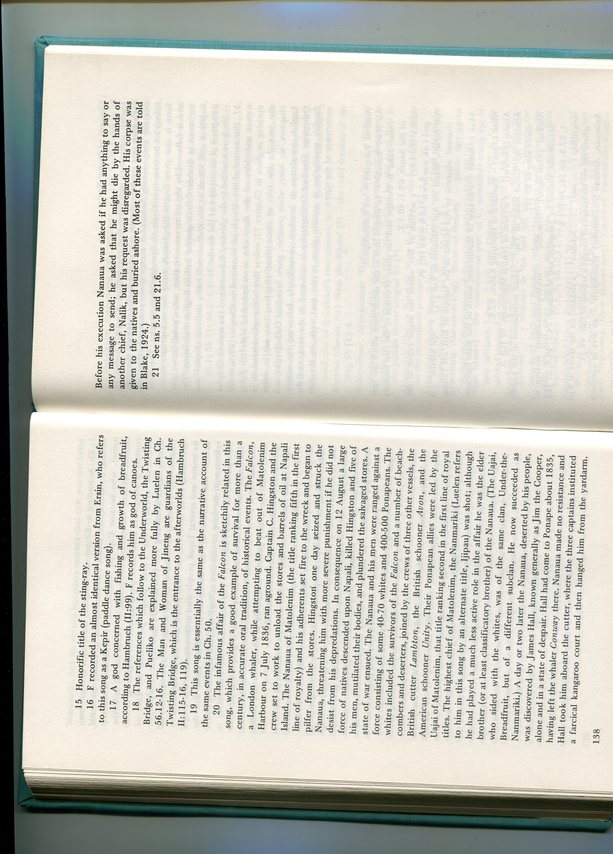 15 Honorific title of the sting-ray.
16 F recorded an almost identical version from Ersin, who refers
to this song as a Kepir (paddle dance song).
17 A god concerned with fishing and growth of breadfruit,
according to Hambruch (II:99). F records him as god of canoes.
18 The references which follow to the Underworld, the Twisting
Bridge, and Pueliko are explained more fully by Luelen in Ch.
56.12-16. The Man and Woman of Jineng are guardians of the
Twisting Bridge, which is the entrance to the afterworlds (Hambruch
II:115-16, 119).
19 This song is essentially the same as the narrative account of
the same events in Ch. 50.
20 The infamous affair of the Falcon is sketchily related in this
song, which provides a good example of survival for more than a
century, in accurate oral tradition, of historical events. The Falcon,
a London whaler, while attempting to beat out of Matolenim
Harbour on 7 July 1836, ran aground. Captain C. Hingston and the
crew set to work to unload the stores and barrels of oil at Napali
Island. The Nanaua of Matolenim (the title ranking fifth in the first
line of royalty) and his adherents set fire to the wreck and began to
pilfer from the stores. Hingston one day seized and struck the
Nanaua, threatening him with more severe punishment if he did not
desist from his depredations. In consequence on 12 August a large
force of natives descended upon Napali, killed Hingston and five of
his men, mutilated their bodies, and plundered the salvaged stores. A
state of war ensued. The Nanaua and his men were ranged against a
force consisting of some 40-70 whites and 400-500 Ponapeans. The
whites included the survivors of the Falcon and a number of beach-
combers and deserters, joined by the crews of three other vessels, the
British cutter Lambton, the British schooner Avon, and the
American schooner Unity. Their Ponapean allies were led by the
Uajai of Matolenim, that title ranking second in the first line of royal
titles. The highest chief of Matolenim, the Nanmariki (Luelen refers
to him in this song by an alternate title, Ijipau) was shot; although
he had played a much less active role in the affair he was the elder
brother (or at least classificatory brother) of the Nanaua. (The Uajai,
who sided with the whites, was of the same clan, Under-the-
Breadfruit, but of a different subclan. He now succeeded as
Nanmariki.) A day or two later the Nanaua, deserted by his people,
was discovered by James Hall, known generally as Jim the Cooper,
alone and in a state of despair. Hall had come to Ponape about 1835,
having left the whaler Conway there. Nanaua made no resistance and
Hall took him aboard the cutter, where the three captains instituted
a farcical kangaroo court and then hanged him from the yardarm.
138
Before his execution Nanaua was asked if he had anything to say or
any message to send; he asked that he might die by the hands of
another chief, Nalik, but his request was disregarded. His corpse was
given to the natives and buried ashore. (Most of these events are told
in Blake, 1924.)
21 See ns. 5.5 and 21.6.